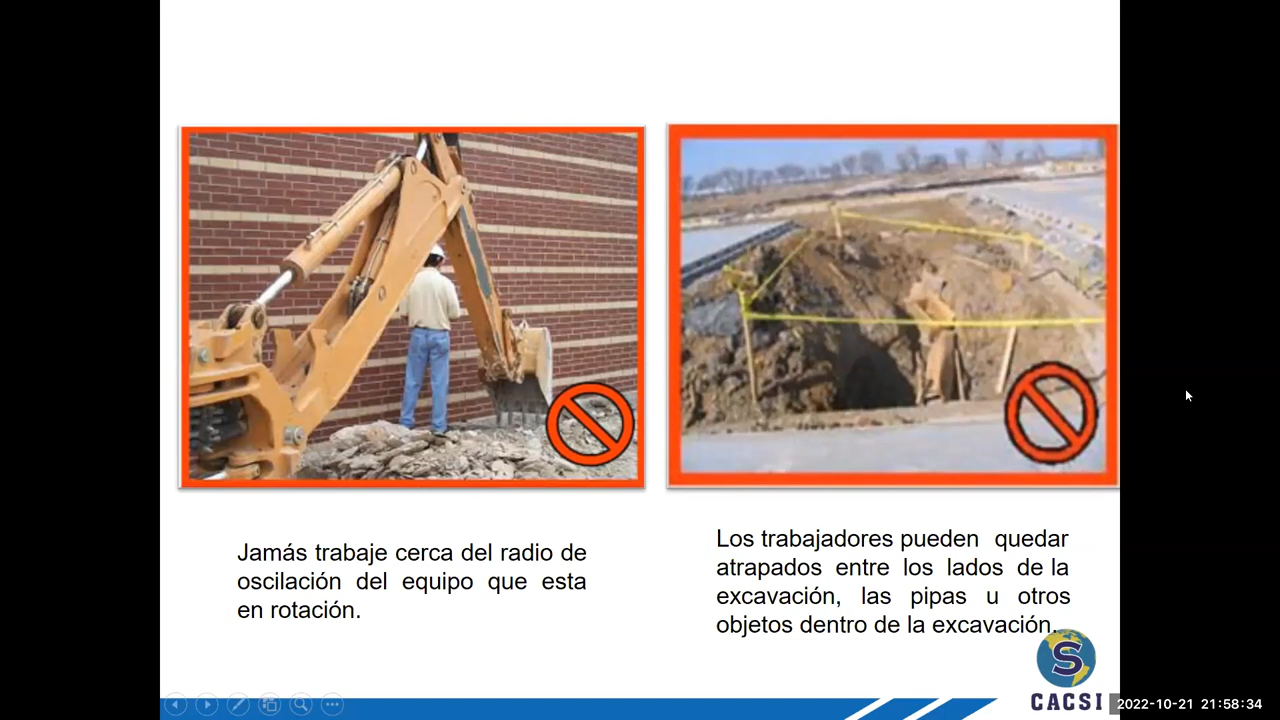 Jamás trabaje cerca del radio de
oscilación del equipo que esta
en rotación.
Los trabajadores pueden quedar
atrapados entre los lados de la
excavación, las pipas u otros
objetos dentro de la excavación.
S
CACSI
2022-10-21 21:58:34